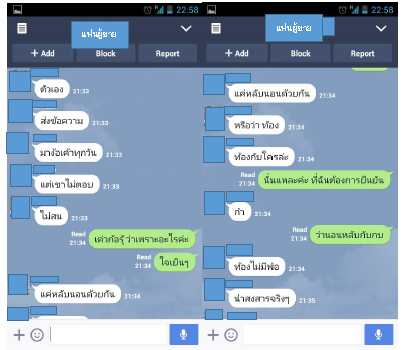 22:58
แฟนผู้ชาย
+ Add
Block
Report
ตัวเอง
21:33
ส่งข้อความ
21:33
มาง้อเค้าทุกวัน
21:33
แต่เขาไม่ตอบ
21:33
ไม่สน
21:33
Read
21:34
เดาก้อรุ้ ว่าเพราะอะไรค่ะ
Read
21:34
ใจเย็นๆ
แค่หลับนอนด้วยกัน
21:34
22:58
แฟนผู้ชาย
+ Add
Block
Report
แค่หลับนอนด้วยกัน
21:34
หรือว่า ท้อง
21:34
ท้องกับใครล่ะ
21:34
Read
21:34
นั้นแหละค่ะ ที่ฉันต้องการยืนยัน
กำ
21:34
Read
21:34
ว่านอนหลับกับกบ
ท้องไม่มีพ่อ
21:34
น่าสงสารจริงๆ
21:35